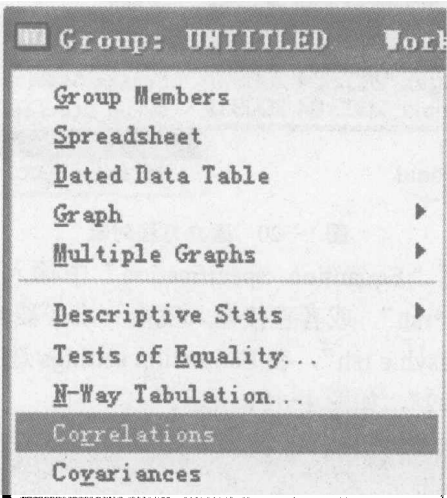 Group: UNTITLED Work
Group Members
Spreadsheet
Dated Data Table
Graph
Multiple Graphs
Descriptive Stats
Tests of Equality...
N-Way Tabulation...
Correlations
Covariances